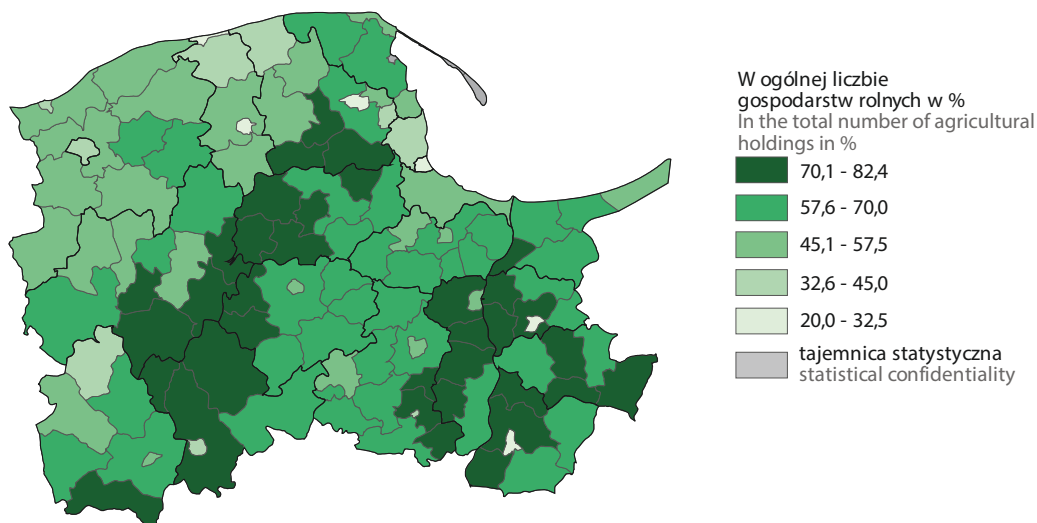 W ogólnej liczbie
gospodarstw rolnych w %
In the total number of agricultural
holdings in %
70,1 - 82,4
57,6 - 70,0
45,1 - 57,5
32,6 - 45,0
20,0 - 32,5
tajemnica statystyczna
statistical confidentiality